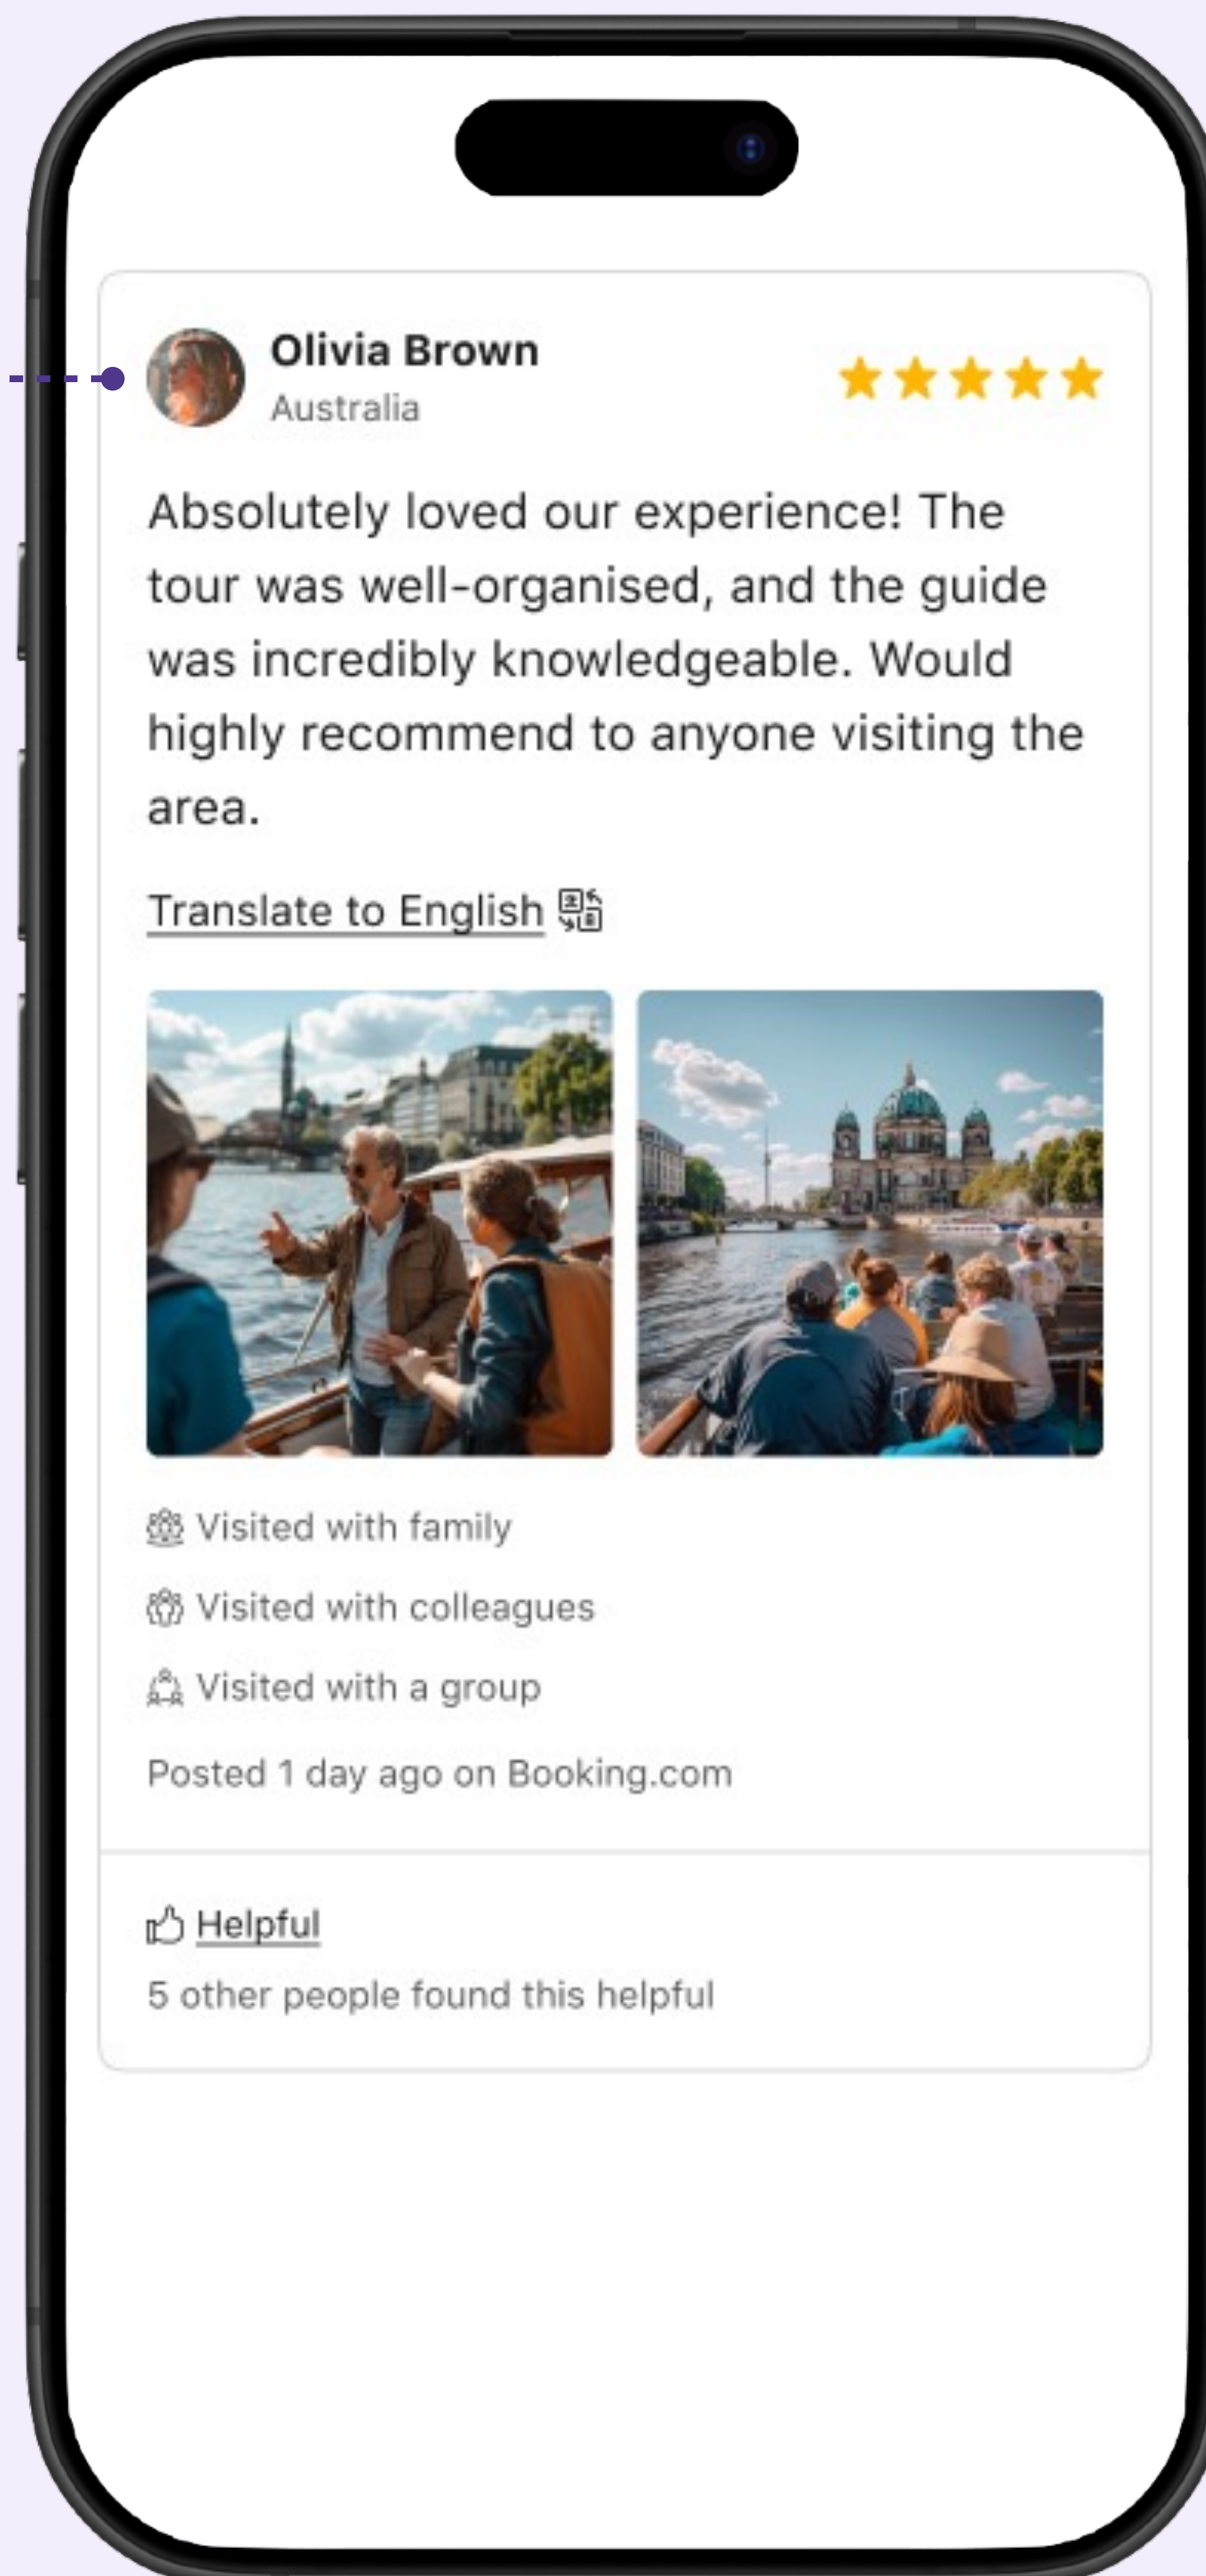 Olivia Brown
Australia
Absolutely loved our experience! The
tour was well-organised, and the guide
was incredibly knowledgeable. Would
highly recommend to anyone visiting the
area.
Translate to English
Visited with family
Visited with colleagues
Visited with a group
Posted 1 day ago on Booking.com
Helpful
5 other people found this helpful